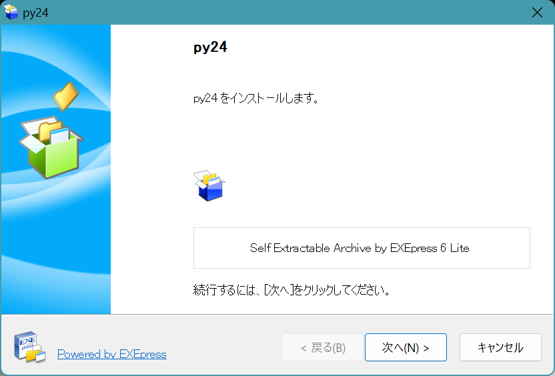 py24
py24
py24 をインストールします。
Self Extractable Archive by EXEpress 6 Lite
続行するには、[次へ]をクリックしてください。
EXE
press
Powered by EXEpress
< 戻る(B)
次へ(N) >
キャンセル